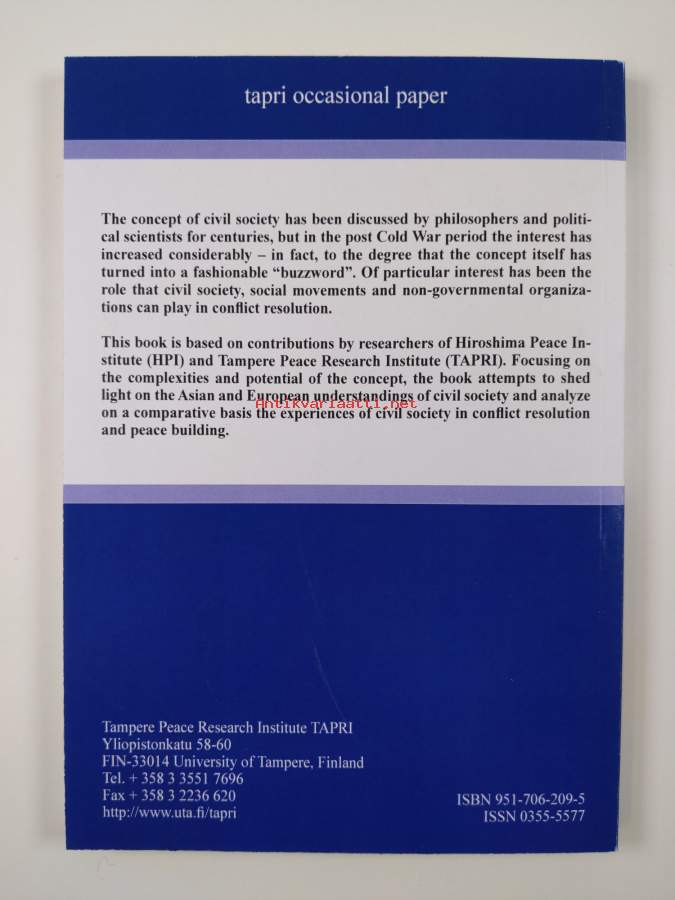 tapri occasional paper
The concept of civil society has been discussed by philosophers and politi-
cal scientists for centuries, but in the post Cold War period the interest has
increased considerably – in fact, to the degree that the concept itself has
turned into a fashionable “buzzword”. Of particular interest has been the
role that civil society, social movements and non-governmental organiza-
tions can play in conflict resolution.
This book is based on contributions by researchers of Hiroshima Peace In-
stitute (HPI) and Tampere Peace Research Institute (TAPRI). Focusing on
the complexities and potential of the concept, the book attempts to shed
light on the Asian and European understandings of civil society and analyze
Antikvariaatti.net
on a comparative basis the experiences of civil society in conflict resolution
and peace building.
Tampere Peace Research Institute TAPRI
Yliopistonkatu 58-60
FIN-33014 University of Tampere, Finland
Tel. + 358 3 3551 7696
Fax + 358 3 2236 620
http://www.uta.fi/tapri
ISBN 951-706-209-5
ISSN 0355-5577